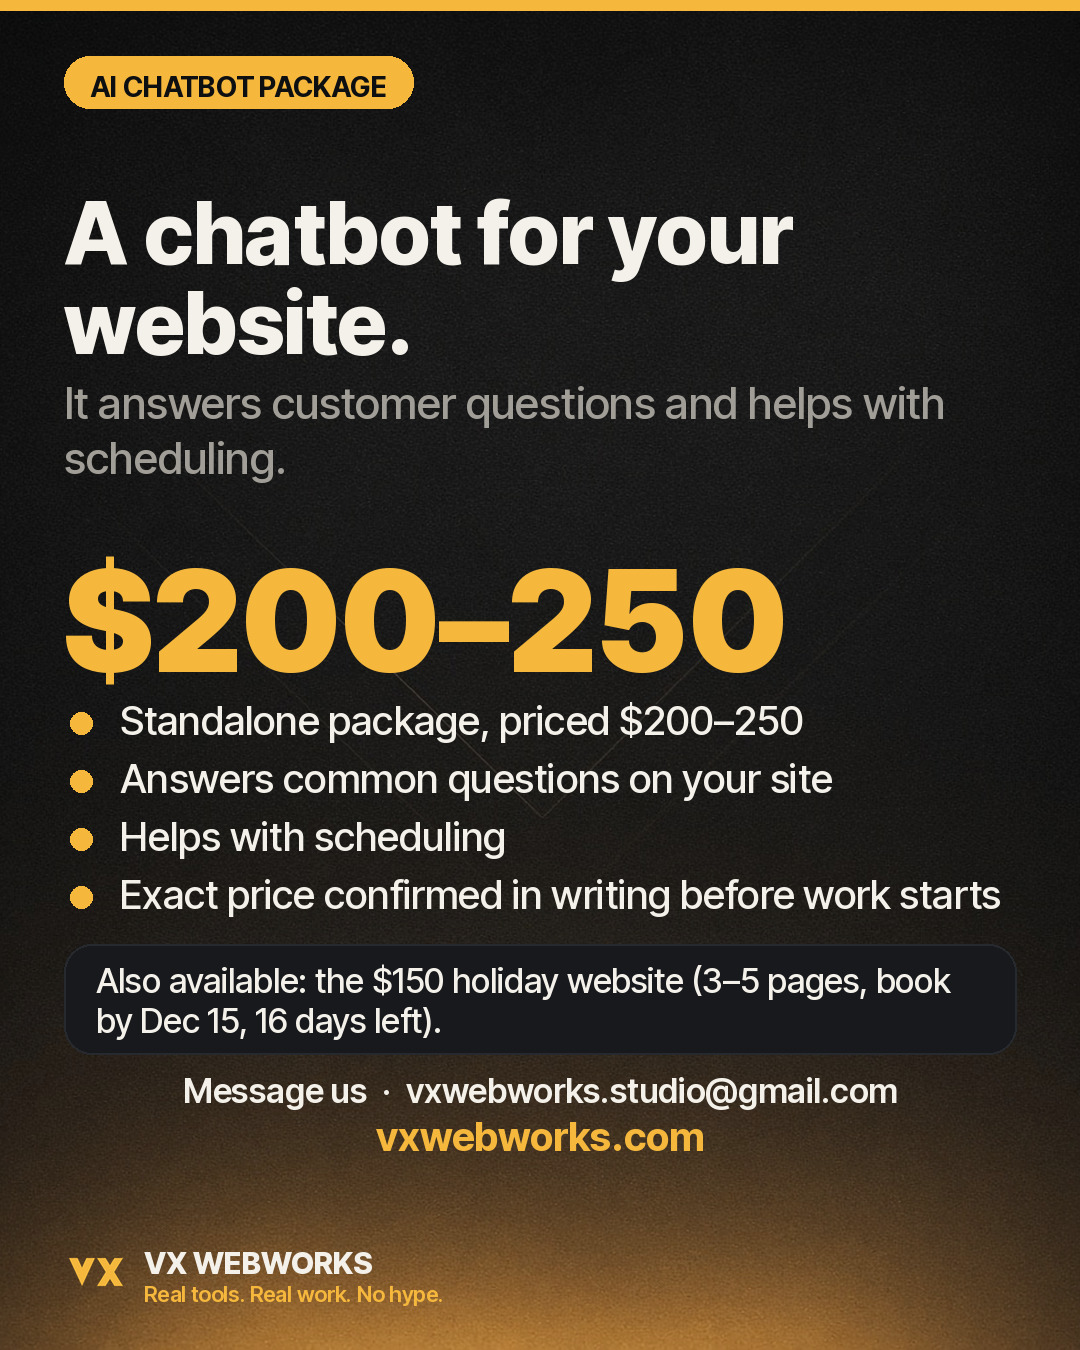 AI CHATBOT PACKAGE
A chatbot for your
website.
It answers customer questions and helps with
scheduling.
$200–250
Standalone package, priced $200–250
Answers common questions on your site
Helps with scheduling
Exact price confirmed in writing before work starts
Also available: the $150 holiday website (3–5 pages, book
by Dec 15, 16 days left).
Message us · vxwebworks.studio@gmail.com
vxwebworks.com
VX VX WEBWORKS
Real tools. Real work. No hype.